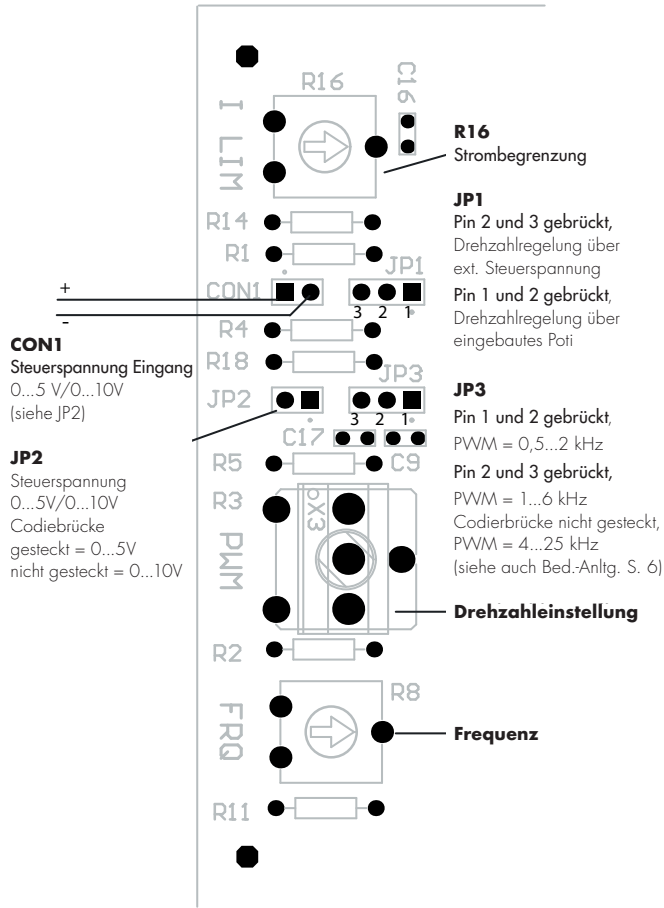 R16
C16
I LIM
R16
Strombegrenzung
R14
R1
JP1
Pin 2 und 3 gebrückt,
Drehzahlregelung über
ext. Steuerspannung
Pin 1 und 2 gebrückt,
Drehzahlregelung über
eingebautes Poti
JP1
+
CON1
-
3 2 1
R4
CON1
Steuerspannung Eingang
0...5 V/0...10V
(siehe JP2)
R18
JP3
JP2
3 2 1
C17
C9
JP3
Pin 1 und 2 gebrückt,
PWM = 0,5...2 kHz
Pin 2 und 3 gebrückt,
PWM = 1...6 kHz
Codierbrücke nicht gesteckt,
PWM = 4...25 kHz
(siehe auch Bed.-Anltg. S. 6)
JP2
Steuerspannung
0...5V/0...10V
Codiebrücke
gesteckt = 0...5V
nicht gesteckt = 0...10V
R5
R3
X3
PWM
Drehzahleinstellung
R2
R8
FRQ
Frequenz
R11